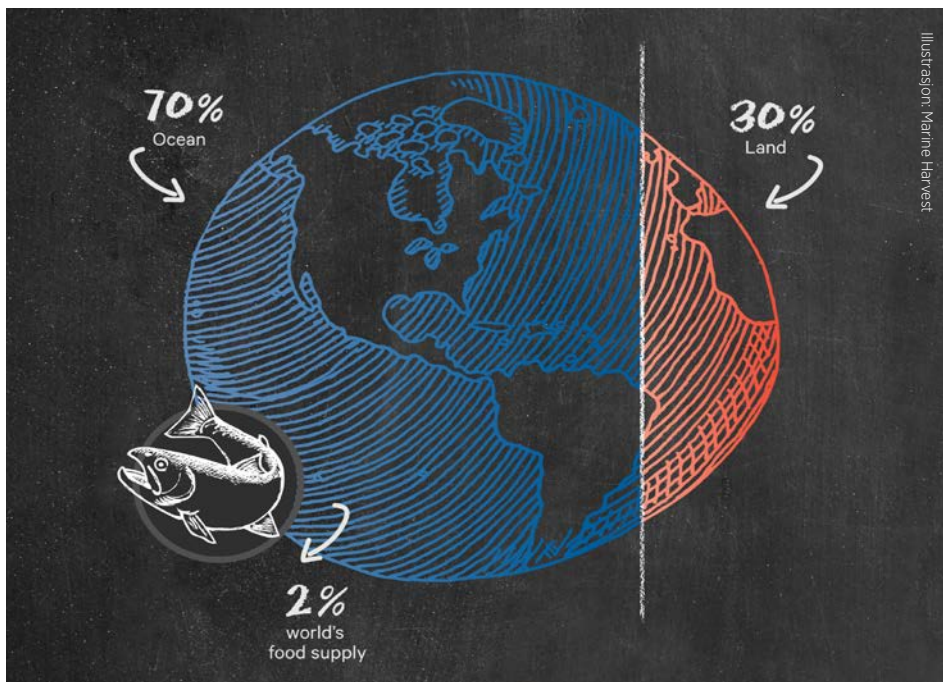 70%
Ocean
30%
Land
2%
world's
food supply
Illustrasjon: Marine Harvest